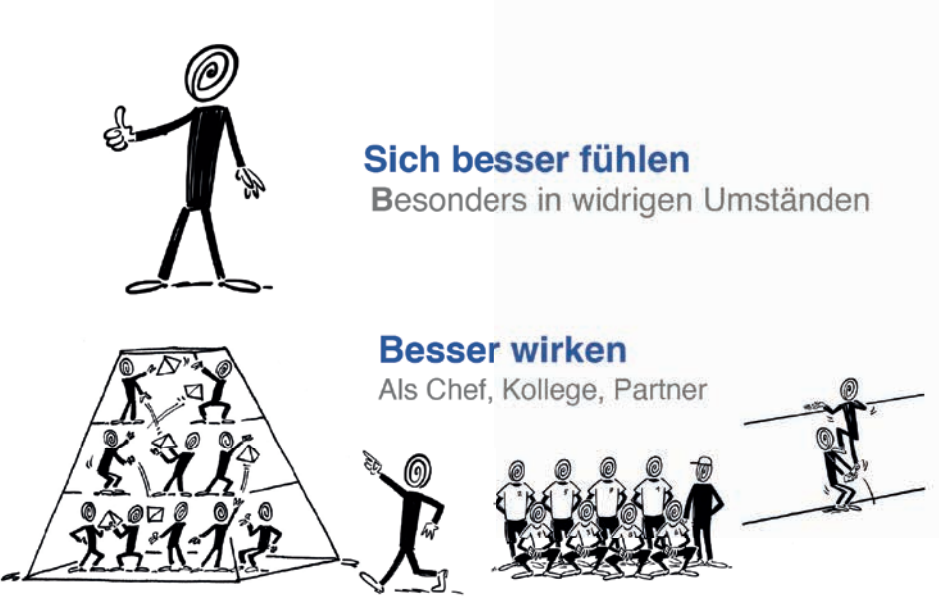 Sich besser fühlen
Besonders in widrigen Umständen
Besser wirken
Als Chef, Kollege, Partner